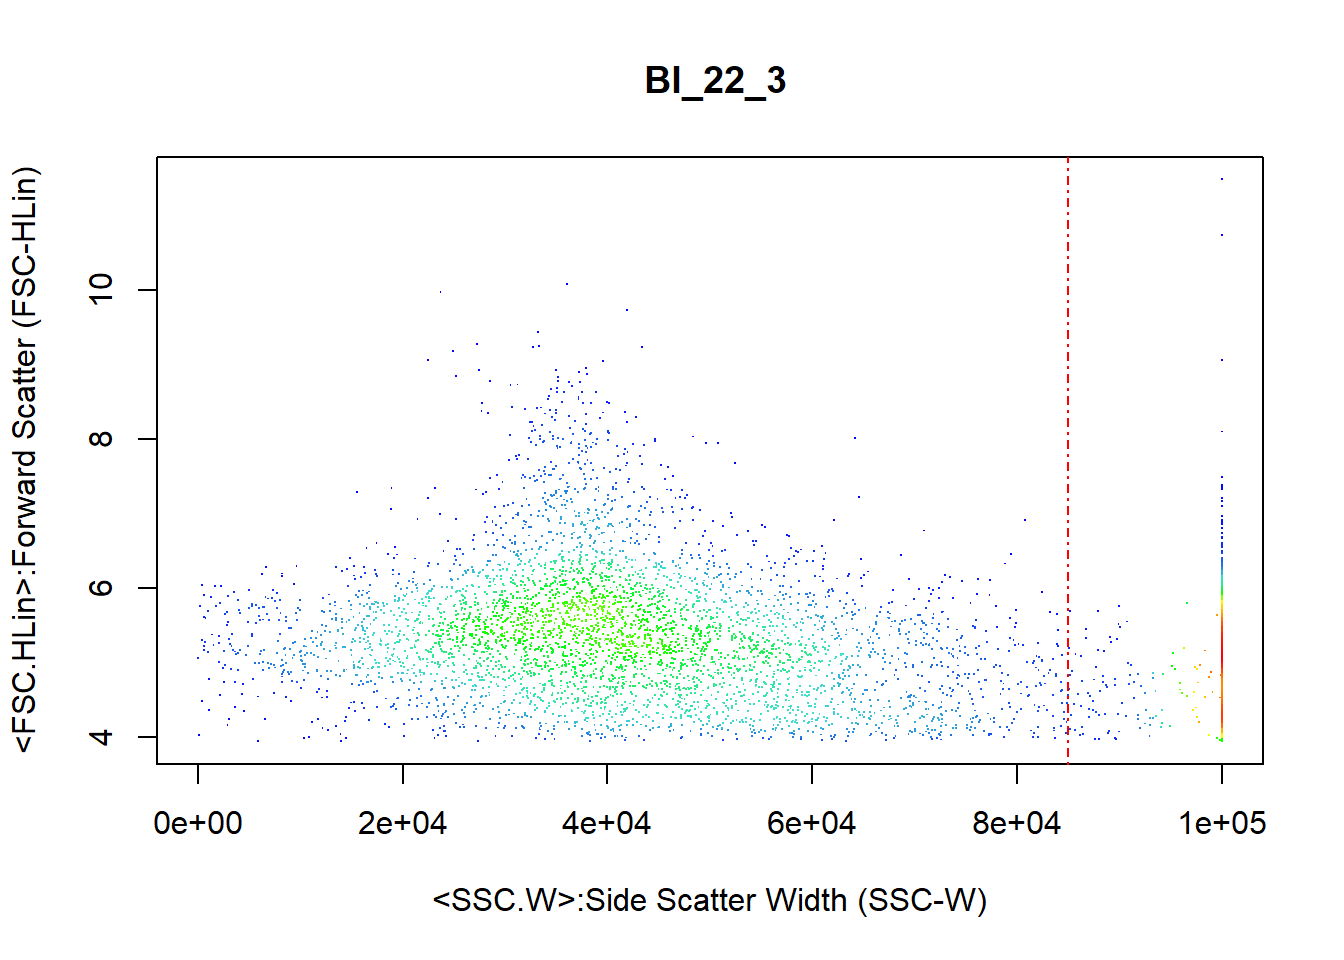 BI_22_3
<FSC.HLin>:Forward Scatter (FSC-HLin)
10
8
6
4
0e+00 2e+04 4e+04 6e+04 8e+04 1e+05
<SSC.W>:Side Scatter Width (SSC-W)